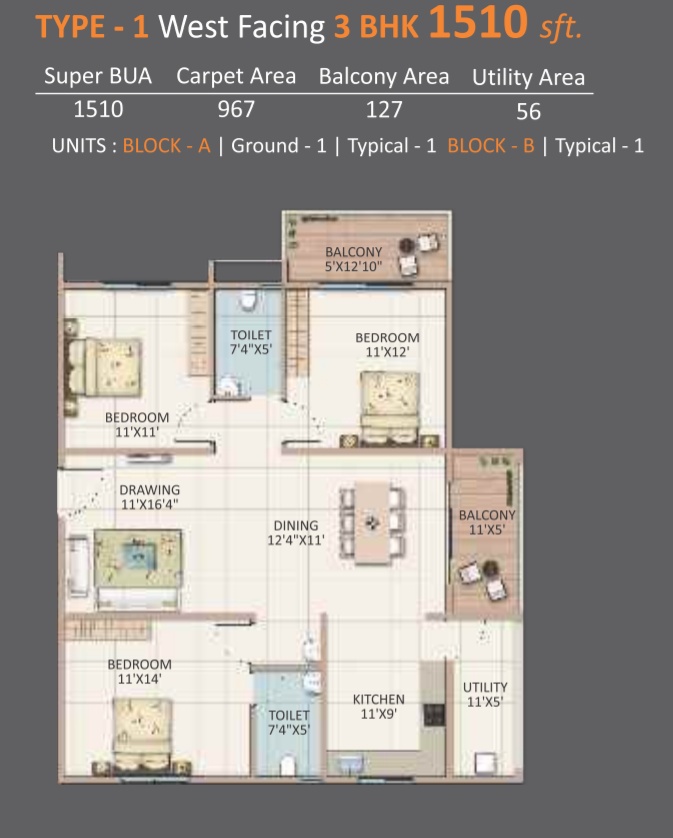 TYPE - 1 West Facing 3 BHK 1510 sft.
Super BUA Carpet Area Balcony Area Utility Area
1510 967 127 56
UNITS : BLOCK - A | Ground - 1 | Typical - 1 BLOCK - B | Typical - 1
BALCONY
5'X12'10"
TOILET
7'4"X5'
BEDROOM
11'X12'
BEDROOM
11'X11'
DRAWING
11'X16'4"
DINING
12'4"X11'
BALCONY
11'X5'
BEDROOM
11'X14'
TOILET
7'4"X5'
KITCHEN
11'X9'
UTILITY
11'X5'